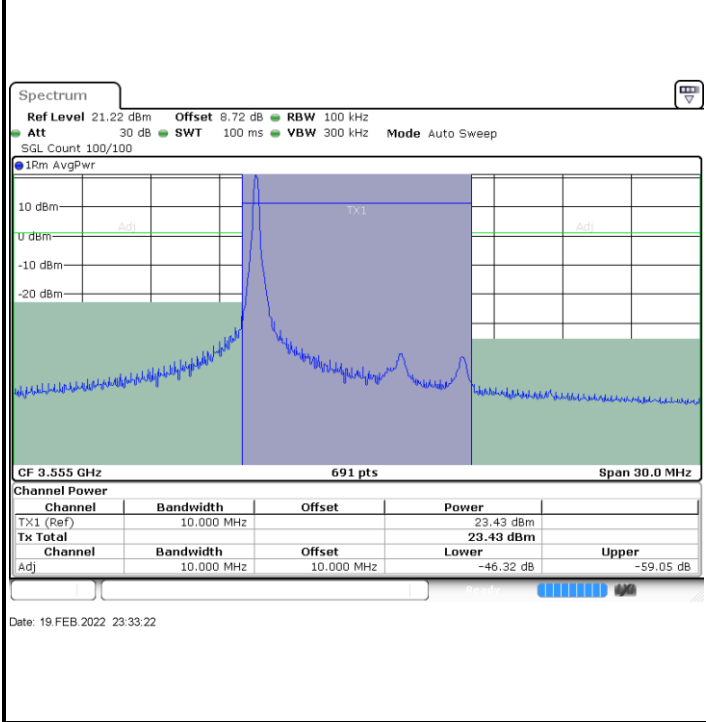 Spectrum
Ref Level 21.22 dBm Offset 8.72 dB RBW 100 kHz
Att 30 dB SWT 100 ms VBW 300 kHz Mode Auto Sweep
SGL Count 100/100
1Rm AvgPwr
10 dBm
TX1
Adj Adj
0 dBm
-10 dBm
-20 dBm
CF 3.555 GHz 691 pts Span 30.0 MHz
Channel Power
Channel Bandwidth Offset Power
TX1 (Ref) 10.000 MHz 23.43 dBm
Tx Total 23.43 dBm
Channel Bandwidth Offset Lower Upper
Adj 10.000 MHz 10.000 MHz -46.32 dB -59.05 dB
Ready
Date: 19.FEB.2022 23:33:22